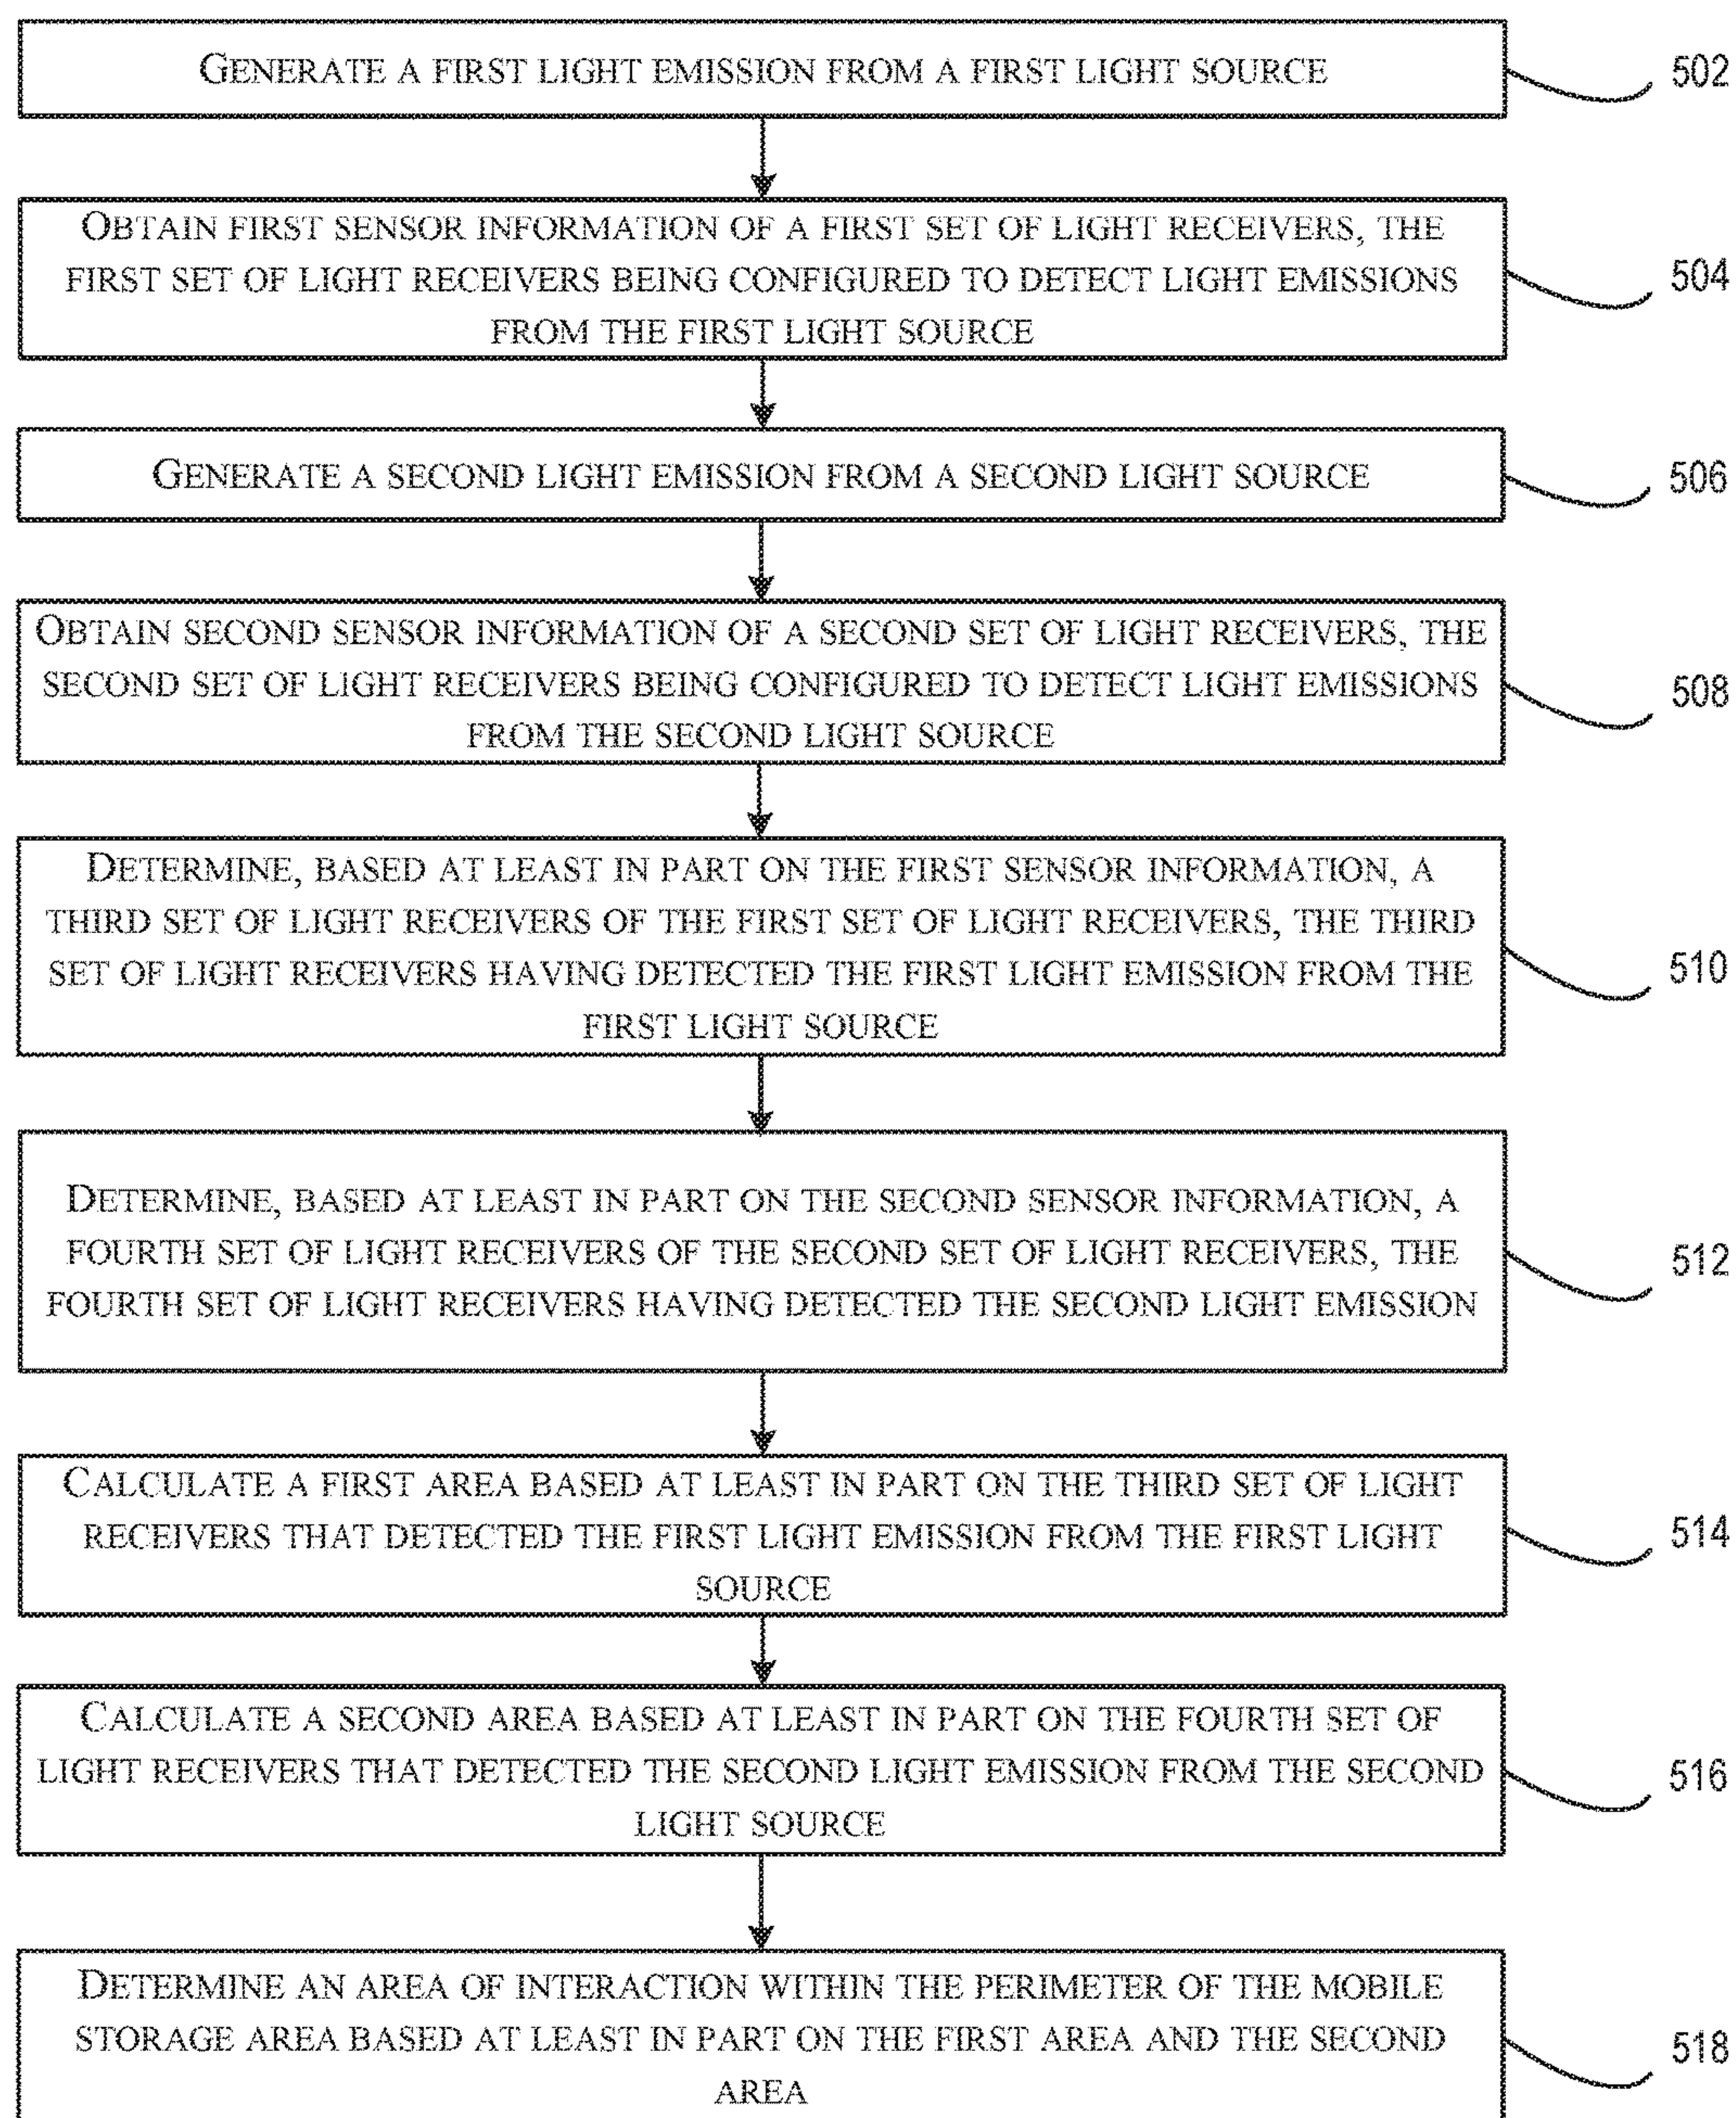 GENERATE A FIRST LIGHT EMISSION FROM A FIRST LIGHT SOURCE
502
OBTAIN FIRST SENSOR INFORMATION OF A FIRST SET OF LIGHT RECEIVERS, THE
FIRST SET OF LIGHT RECEIVERS BEING CONFIGURED TO DETECT LIGHT EMISSIONS
FROM THE FIRST LIGHT SOURCE
504
GENERATE A SECOND LIGHT EMISSION FROM A SECOND LIGHT SOURCE
506
OBTAIN SECOND SENSOR INFORMATION OF A SECOND SET OF LIGHT RECEIVERS, THE
SECOND SET OF LIGHT RECEIVERS BEING CONFIGURED TO DETECT LIGHT EMISSIONS
FROM THE SECOND LIGHT SOURCE
508
DETERMINE, BASED AT LEAST IN PART ON THE FIRST SENSOR INFORMATION, A
THIRD SET OF LIGHT RECEIVERS OF THE FIRST SET OF LIGHT RECEIVERS, THE THIRD
SET OF LIGHT RECEIVERS HAVING DETECTED THE FIRST LIGHT EMISSION FROM THE
FIRST LIGHT SOURCE
510
DETERMINE, BASED AT LEAST IN PART ON THE SECOND SENSOR INFORMATION, A
FOURTH SET OF LIGHT RECEIVERS OF THE SECOND SET OF LIGHT RECEIVERS, THE
FOURTH SET OF LIGHT RECEIVERS HAVING DETECTED THE SECOND LIGHT EMISSION
512
CALCULATE A FIRST AREA BASED AT LEAST IN PART ON THE THIRD SET OF LIGHT
RECEIVERS THAT DETECTED THE FIRST LIGHT EMISSION FROM THE FIRST LIGHT
SOURCE
514
CALCULATE A SECOND AREA BASED AT LEAST IN PART ON THE FOURTH SET OF
LIGHT RECEIVERS THAT DETECTED THE SECOND LIGHT EMISSION FROM THE SECOND
LIGHT SOURCE
516
DETERMINE AN AREA OF INTERACTION WITHIN THE PERIMETER OF THE MOBILE
STORAGE AREA BASED AT LEAST IN PART ON THE FIRST AREA AND THE SECOND
AREA
518